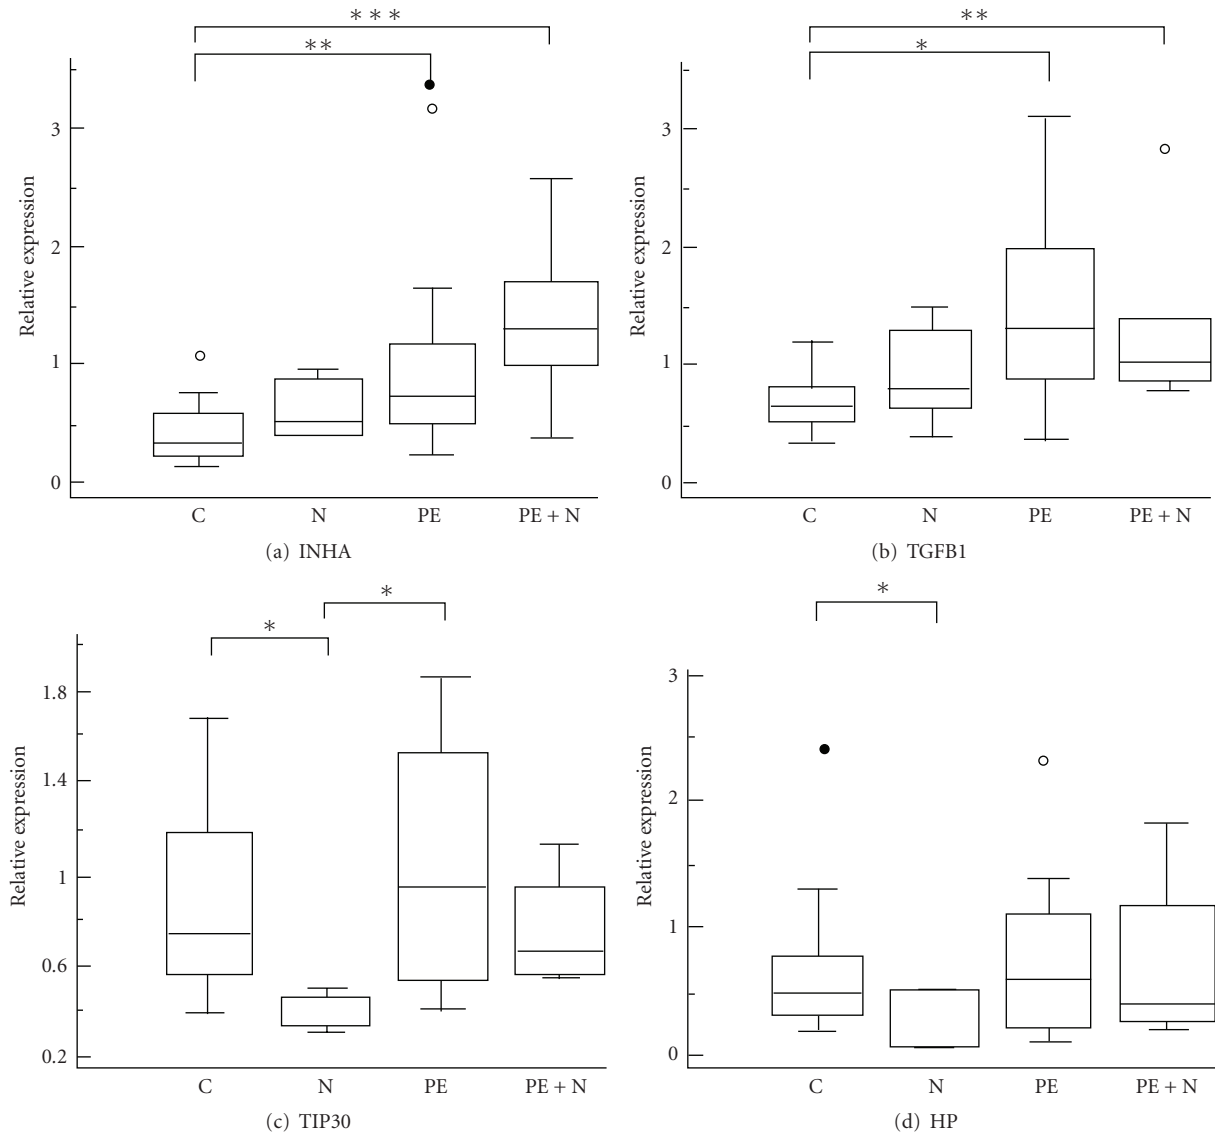 ∗∗∗
∗∗
Relative expression
3
2
1
0
C N PE PE + N
(a) INHA
∗∗
∗
Relative expression
3
2
1
0
C N PE PE + N
(b) TGFB1
∗
∗
Relative expression
1.8
1.4
1
0.6
0.2
C N PE PE + N
(c) TIP30
∗
Relative expression
3
2
1
0
C N PE PE + N
(d) HP